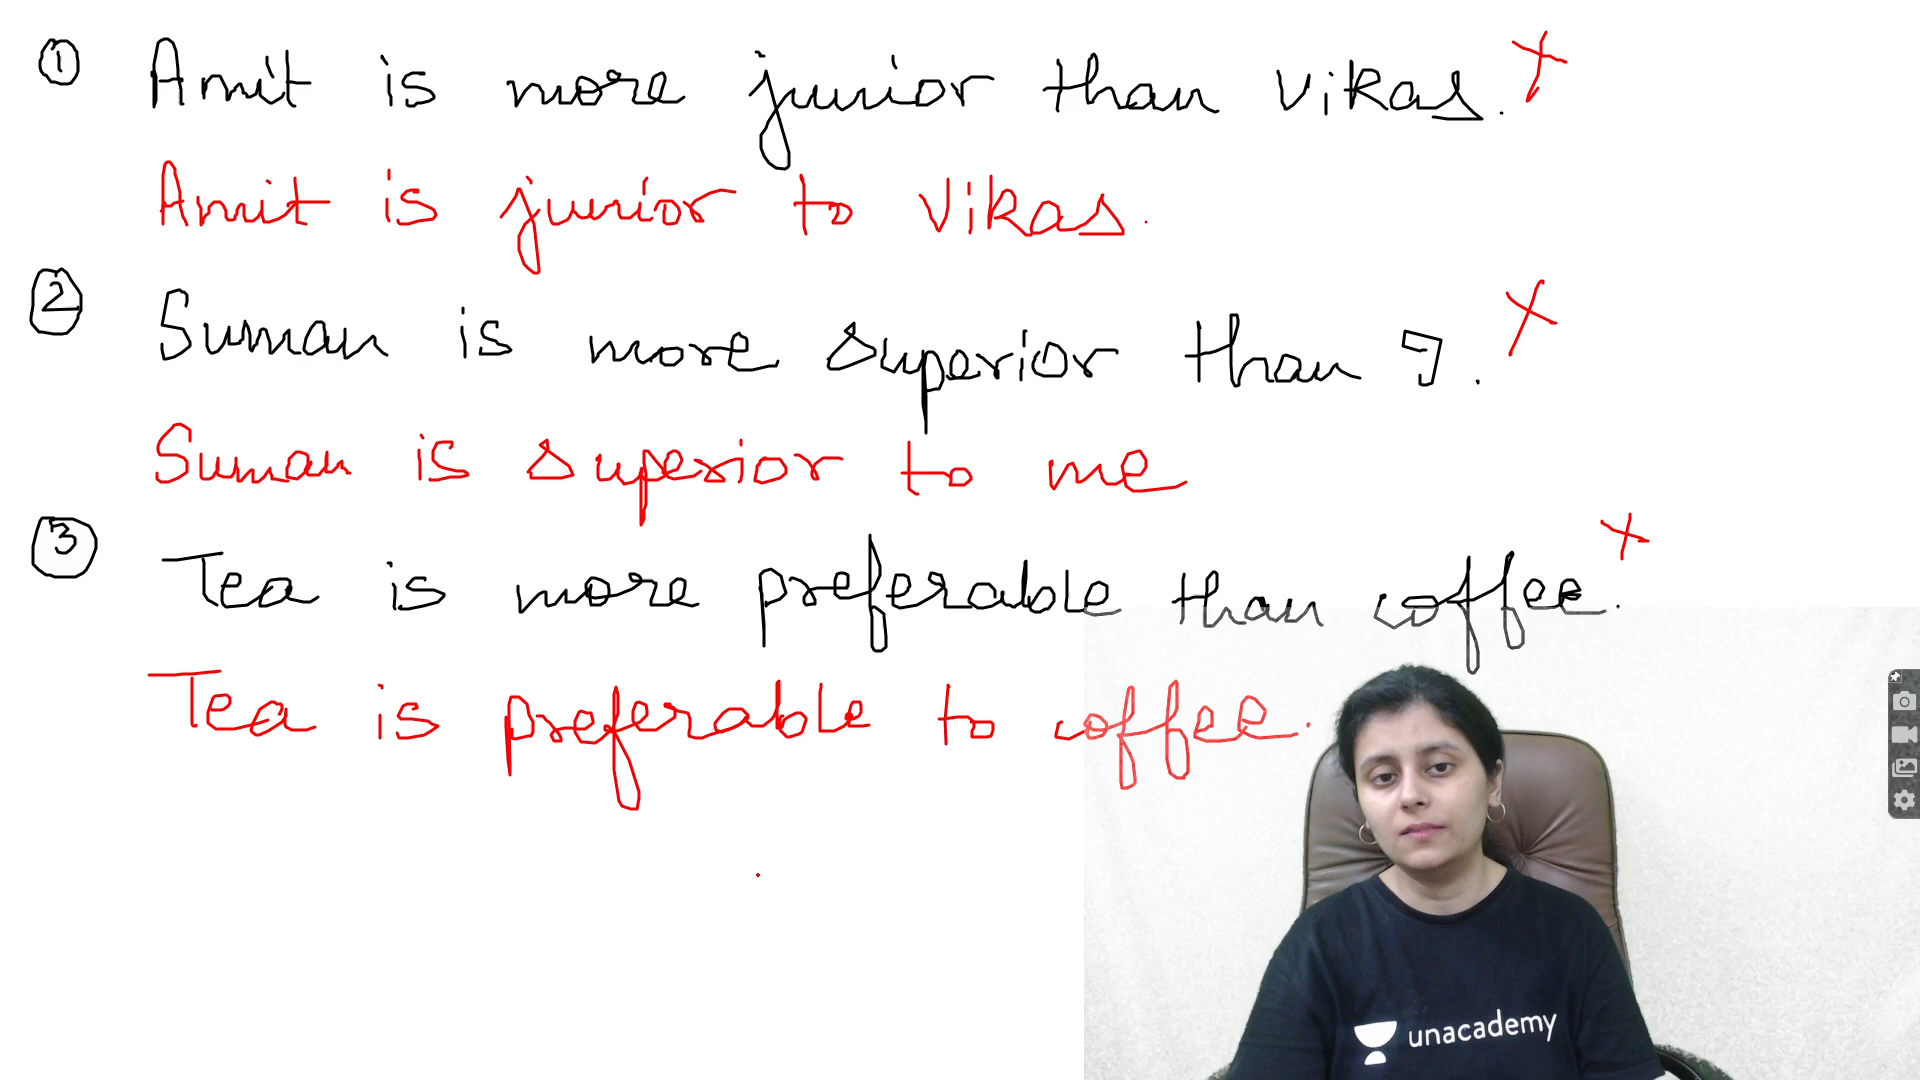 ① Amit is more junior than Vikas. ×
Amit is junior to Vikas.
② Suman is more superior than I. ×
Suman is superior to me
③ Tea is more preferable than coffee. ×
Tea is preferable to coffee.
unacademy